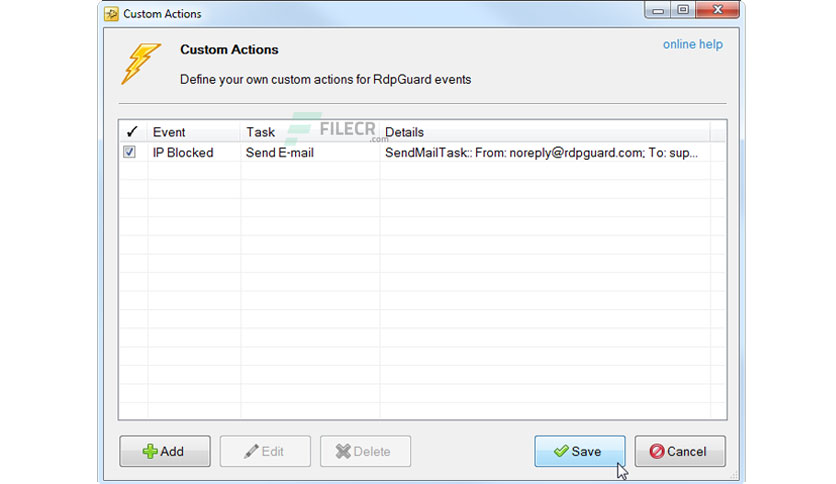 Custom Actions
Custom Actions
online help
Define your own custom actions for RdpGuard events
FILECR
.com
✓ Event Task Details
IP Blocked Send E-mail SendMailTask:: From: noreply@rdpguard.com; To: sup...
Add Edit Delete Save Cancel